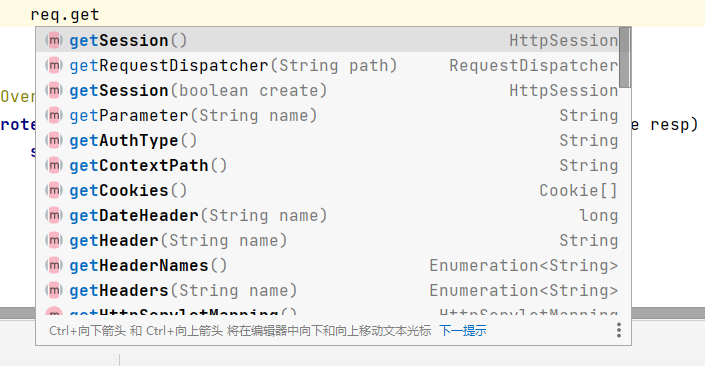 req.get
getSession() HttpSession
getRequestDispatcher(String path) RequestDispatcher
getSession(boolean create) HttpSession
getParameter(String name) String
Over
getAuthType() String
rote e resp)
getContextPath() String
s
getCookies() Cookie[]
getDateHeader(String name) long
getHeader(String name) String
getHeaderNames() Enumeration<String>
getHeaders(String name) Enumeration<String>
getHttpServletMapping() HttpServletMapping
Ctrl+向下箭头 和 Ctrl+向上箭头 将在编辑器中向下和向上移动文本光标 下一提示